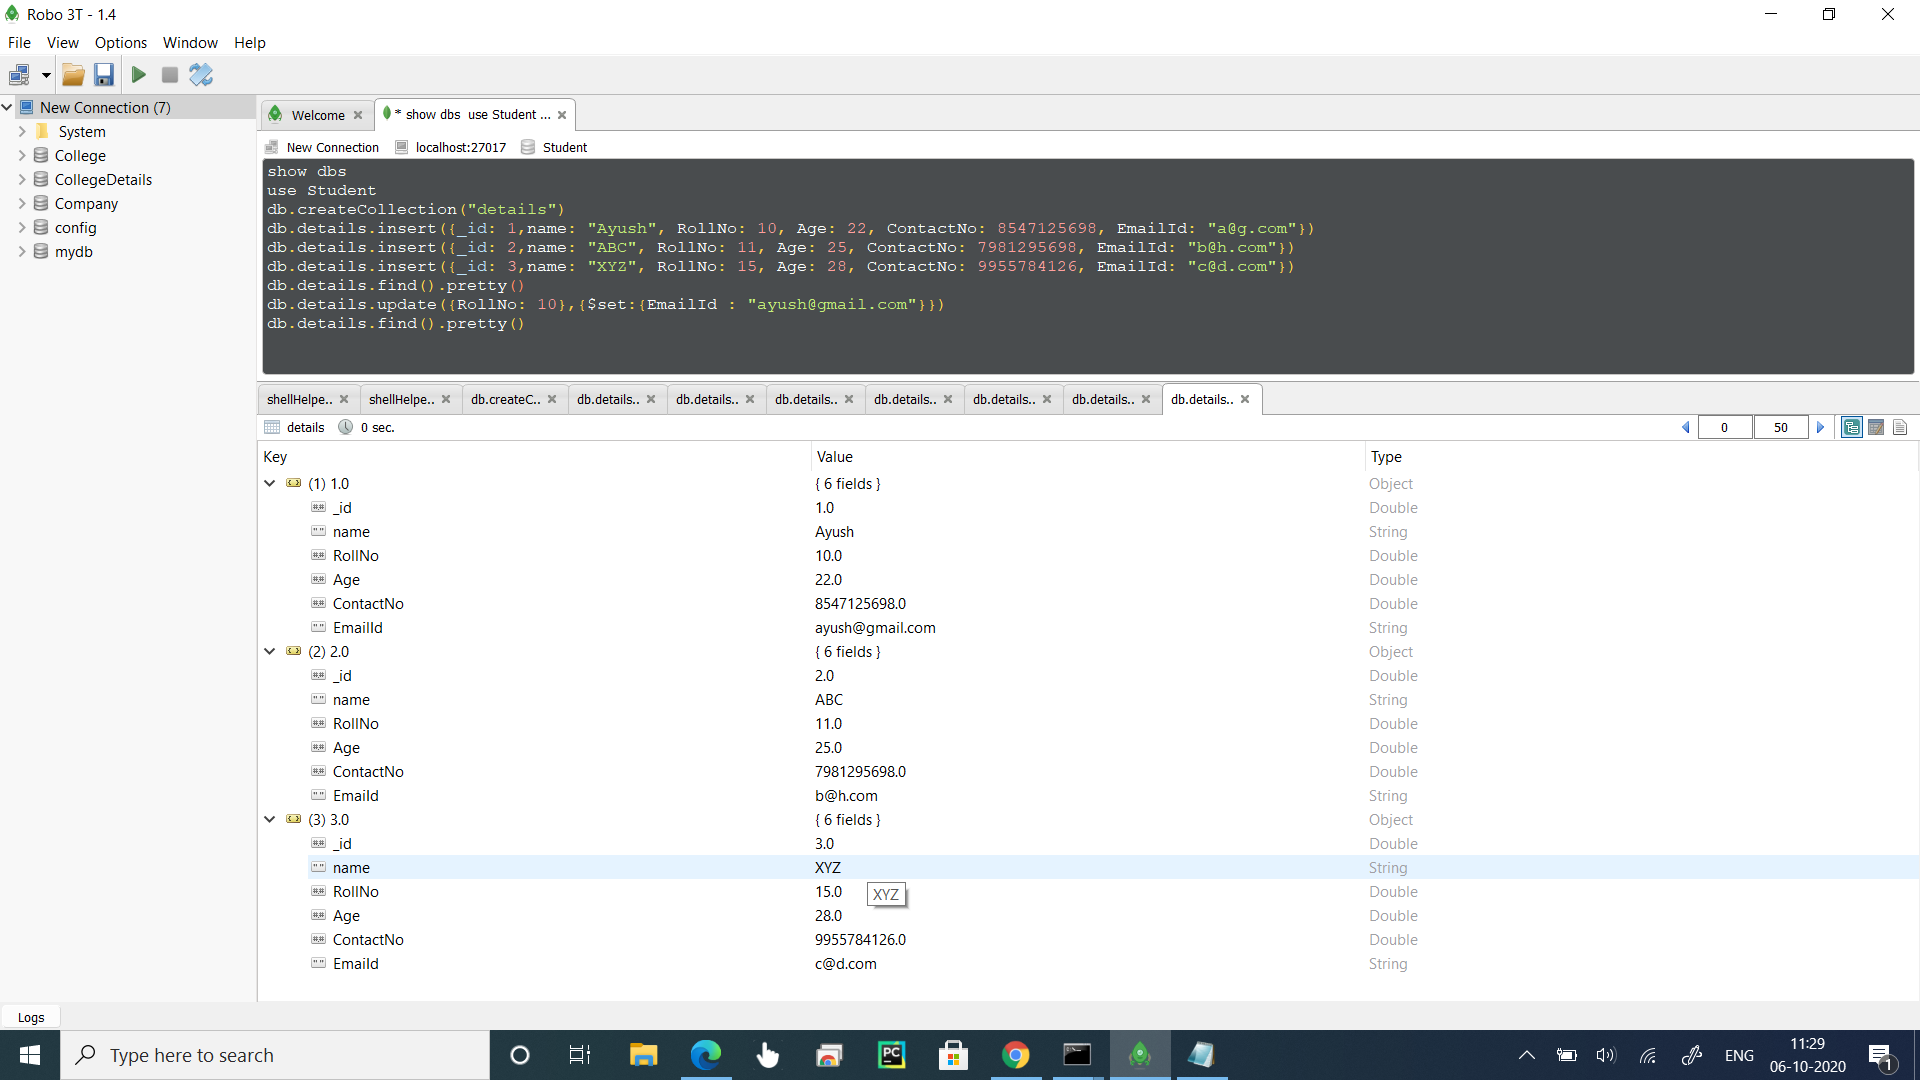 Robo 3T - 1.4
File View Options Window Help
New Connection (7)
System
College
CollegeDetails
Company
config
mydb
Welcome
* show dbs  use Student ...
New Connection localhost:27017 Student
show dbs
use Student
db.createCollection("details")
db.details.insert({_id: 1,name: "Ayush", RollNo: 10, Age: 22, ContactNo: 8547125698, EmailId: "a@g.com"})
db.details.insert({_id: 2,name: "ABC", RollNo: 11, Age: 25, ContactNo: 7981295698, EmailId: "b@h.com"})
db.details.insert({_id: 3,name: "XYZ", RollNo: 15, Age: 28, ContactNo: 9955784126, EmailId: "c@d.com"})
db.details.find().pretty()
db.details.update({RollNo: 10},{$set:{EmailId : "ayush@gmail.com"}})
db.details.find().pretty()
shellHelpe.. shellHelpe.. db.createC.. db.details.. db.details.. db.details.. db.details.. db.details.. db.details.. db.details..
details 0 sec. 0 50
Key Value Type
(1) 1.0 { 6 fields } Object
_id 1.0 Double
name Ayush String
RollNo 10.0 Double
Age 22.0 Double
ContactNo 8547125698.0 Double
EmailId ayush@gmail.com String
(2) 2.0 { 6 fields } Object
_id 2.0 Double
name ABC String
RollNo 11.0 Double
Age 25.0 Double
ContactNo 7981295698.0 Double
EmailId b@h.com String
(3) 3.0 { 6 fields } Object
_id 3.0 Double
name XYZ String
RollNo 15.0 Double
XYZ
Age 28.0 Double
ContactNo 9955784126.0 Double
EmailId c@d.com String
Logs
Type here to search
PC
ENG
11:29
06-10-2020
1